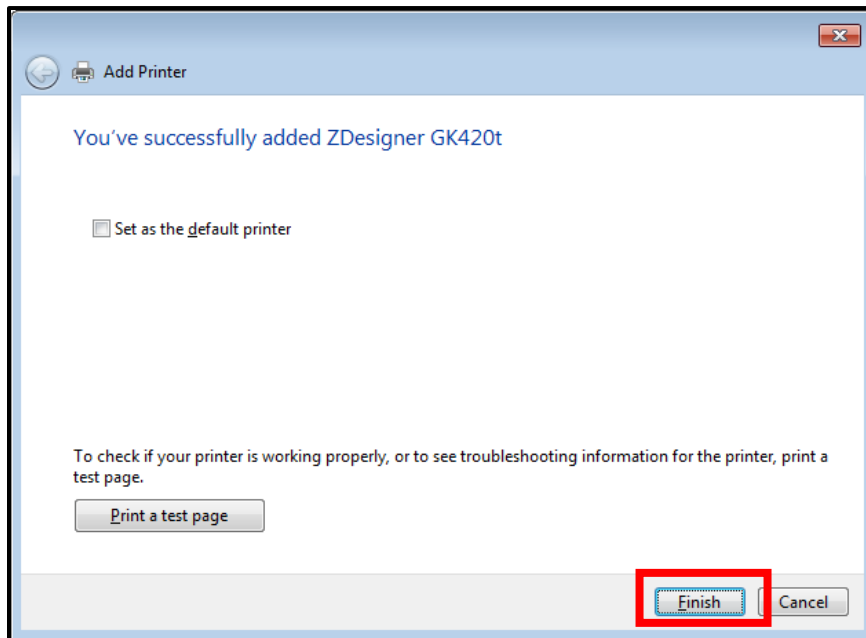 Add Printer
You've successfully added ZDesigner GK420t
Set as the default printer
To check if your printer is working properly, or to see troubleshooting information for the printer, print a
test page.
Print a test page
Finish Cancel